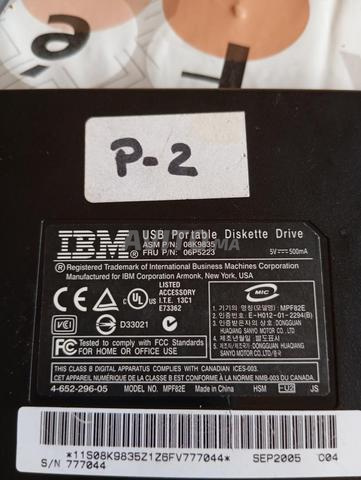 P-2
IBM
USB Portable Diskette Drive
ASM P/N: 08K9835
FRU P/N: 06P5223
5V⎓500mA
® Registered Trademark of International Business Machines Corporation
Manufactured for IBM Corporation Armonk, New York, USA
CE
UL US
LISTED
ACCESSORY
I.T.E. 13C1
E73362
VCI
D33021
FC Tested to comply with FCC Standards
FOR HOME OR OFFICE USE
MIC
1. 기기의 명칭(모델명): MPF82E
2. 인증번호: E-H012-01-2294(B)
3. 인증받은자의 상호: DONGGUAN
HUAQIANG SANYO MOTOR CO.,LTD
4. 제조년월일: 별도표시
5. 제조자/제조국가: DONGGUAN
HUAQIANG SANYO MOTOR CO.,LTD/CHINA
THIS CLASS B DIGITAL APPARATUS COMPLIES WITH CANADIAN ICES-003.
CET APPAREIL NUMÉRIQUE DE LA CLASSE B EST CONFORME À LA NORME NMB-003 DU CANADA
4-652-296-05 MODEL NO. MPF82E Made in China HSM EU2 JS
*11S08K9835Z1Z6FV777044* SEP2005 C04
S/N 777044